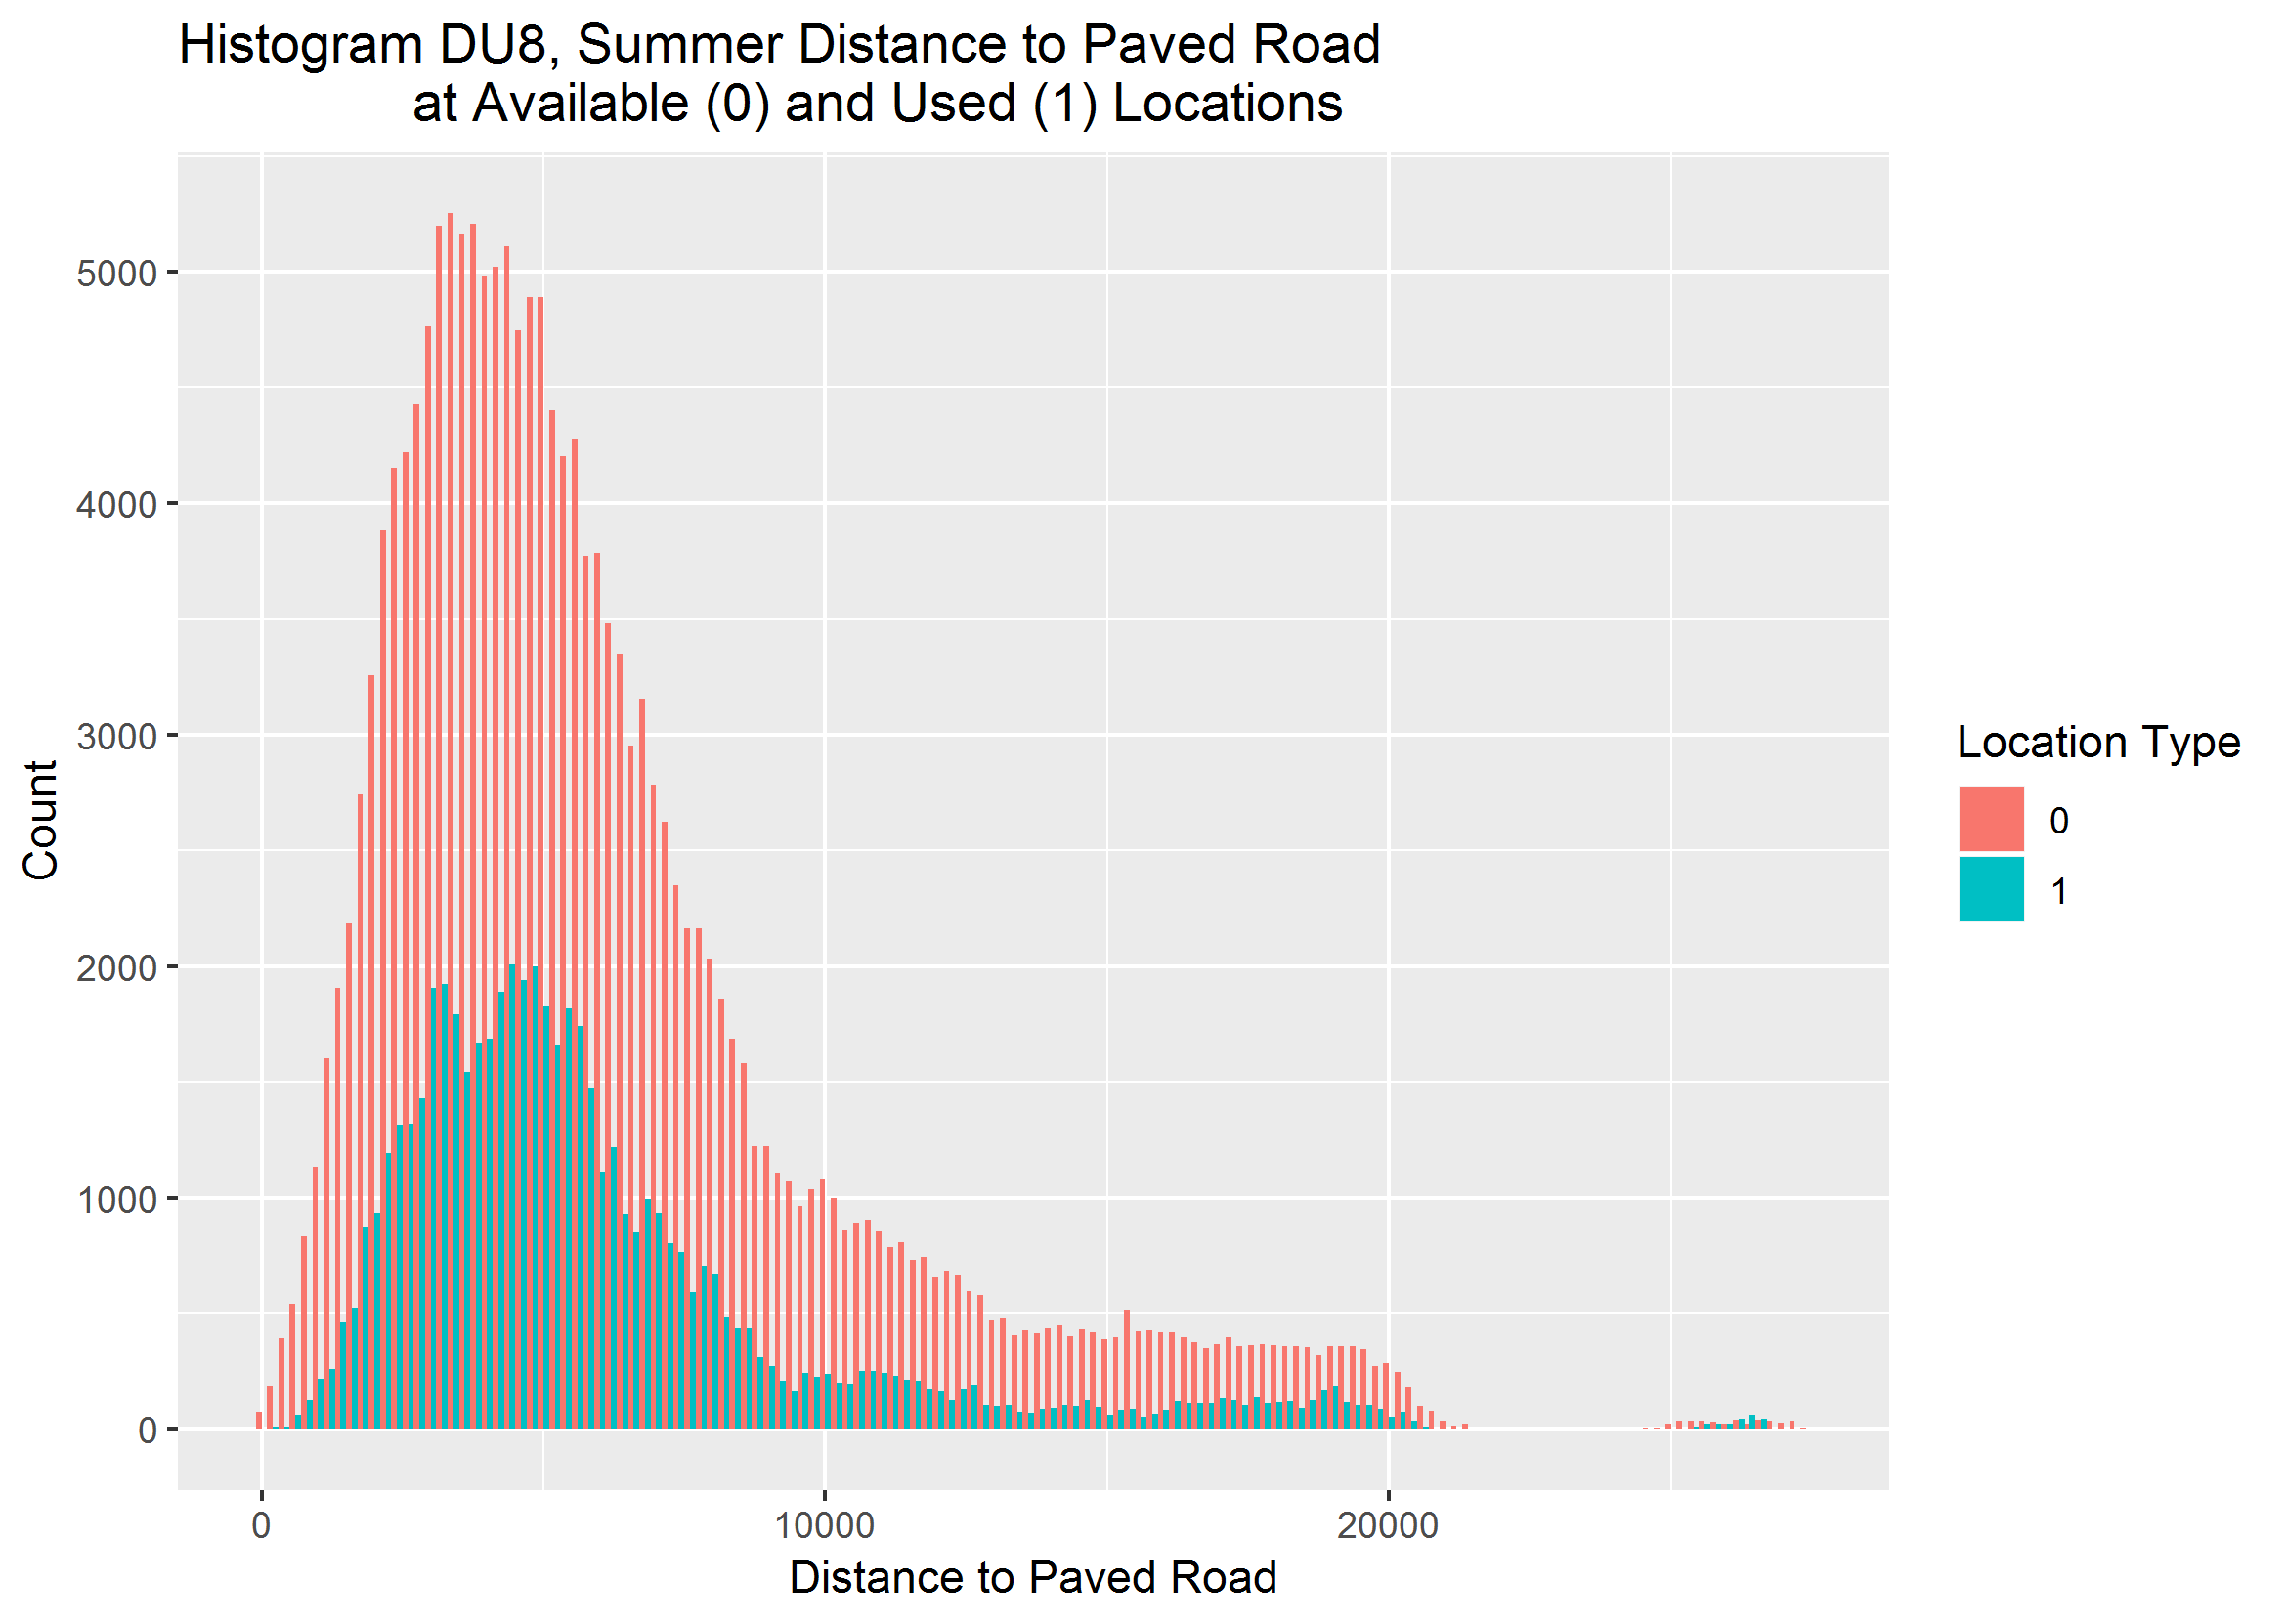 Histogram DU8, Summer Distance to Paved Road
at Available (0) and Used (1) Locations
5000
4000
3000
2000
1000
0
Count
0 10000 20000
Distance to Paved Road
Location Type
0
1